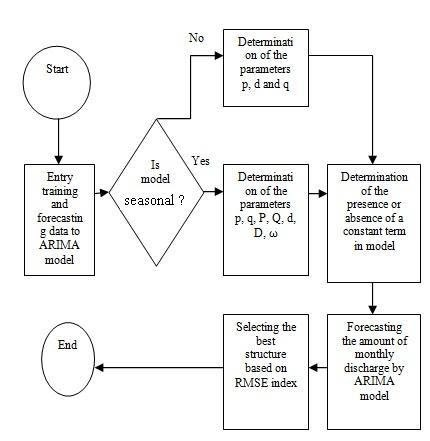 Start
Entry
training
and
forecastin
g data to
ARIMA
model
Is
model
seasonal ?
No
Yes
Determinati
on of the
parameters
p, d and q
Determinati
on of the
parameters
p, q, P, Q, d,
D, ω
Determination
of the
presence or
absence of a
constant term
in model
Forecasting
the amount of
monthly
discharge by
ARIMA
model
Selecting the
best
structure
based on
RMSE index
End